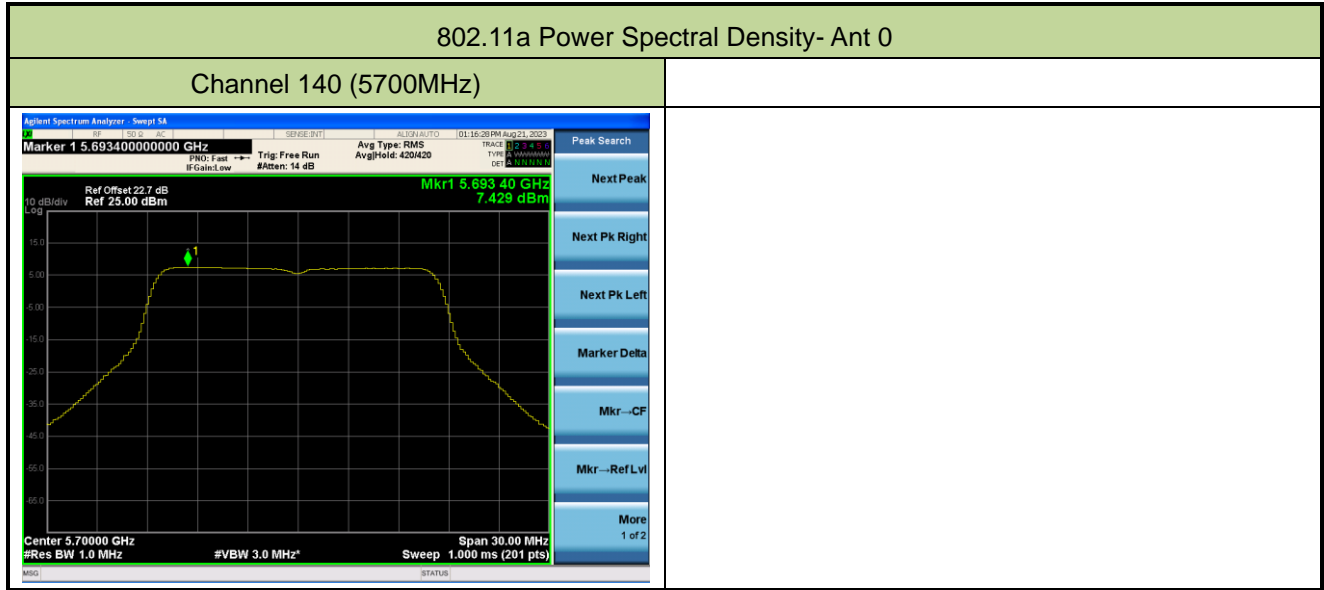 802.11a Power Spectral Density- Ant 0
Channel 140 (5700MHz)
Agilent Spectrum Analyzer - Swept SA
RF 50 Ω AC SENSE:INT ALIGNAUTO 01:16:28 PM Aug 21, 2023
Marker 1 5.693400000000 GHz
PNO: Fast
IFGain:Low
Trig: Free Run
#Atten: 14 dB
Avg Type: RMS
Avg|Hold: 420/420
TRACE 1 2 3 4 5 6
TYPE A WWWWW
DET A N N N N N
Peak Search
Mkr1 5.693 40 GHz
7.429 dBm
Ref Offset 22.7 dB
10 dB/div Ref 25.00 dBm
Log
1
15.0
5.00
-5.00
-15.0
-25.0
-35.0
-45.0
-55.0
-65.0
Center 5.70000 GHz Span 30.00 MHz
#Res BW 1.0 MHz #VBW 3.0 MHz* Sweep 1.000 ms (201 pts)
MSG STATUS
Next Peak
Next Pk Right
Next Pk Left
Marker Delta
Mkr→CF
Mkr→Ref Lvl
More
1 of 2